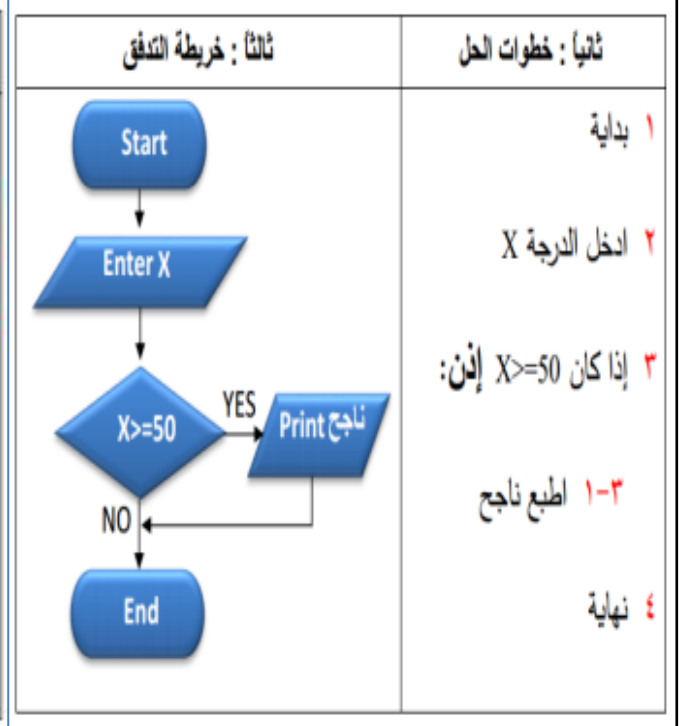 ثانياً : خطوات الحل
١ بداية
٢ ادخل الدرجة X
٣ إذا كان X>=50 إذن:
٣-١ اطبع ناجح
٤ نهاية
ثالثاً : خريطة التدفق
Start
Enter X
X>=50
YES
Print ناجح
NO
End